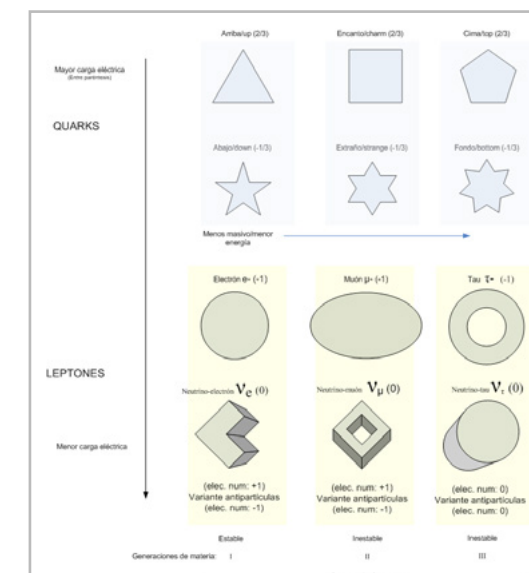 Arriba/up (2/3)
Encanto/charm (2/3)
Cima/top (2/3)
Mayor carga eléctrica
(Entre paréntesis)
QUARKS
Abajo/down (-1/3)
Extraño/strange (-1/3)
Fondo/bottom (-1/3)
Menos masivo/menor
energía
Electrón e- (-1)
Muón μ- (-1)
Tau τ- (-1)
LEPTONES
Neutrino-electrón νe (0)
Neutrino-muón νμ (0)
Neutrino-tau ντ (0)
Menor carga eléctrica
(elec. num: +1)
Variante antipartículas
(elec. num: -1)
(elec. num: +1)
Variante antipartículas
(elec. num: -1)
(elec. num: 0)
Variante antipartículas
(elec. num: 0)
Estable
Inestable
Inestable
Generaciones de materia: I II III